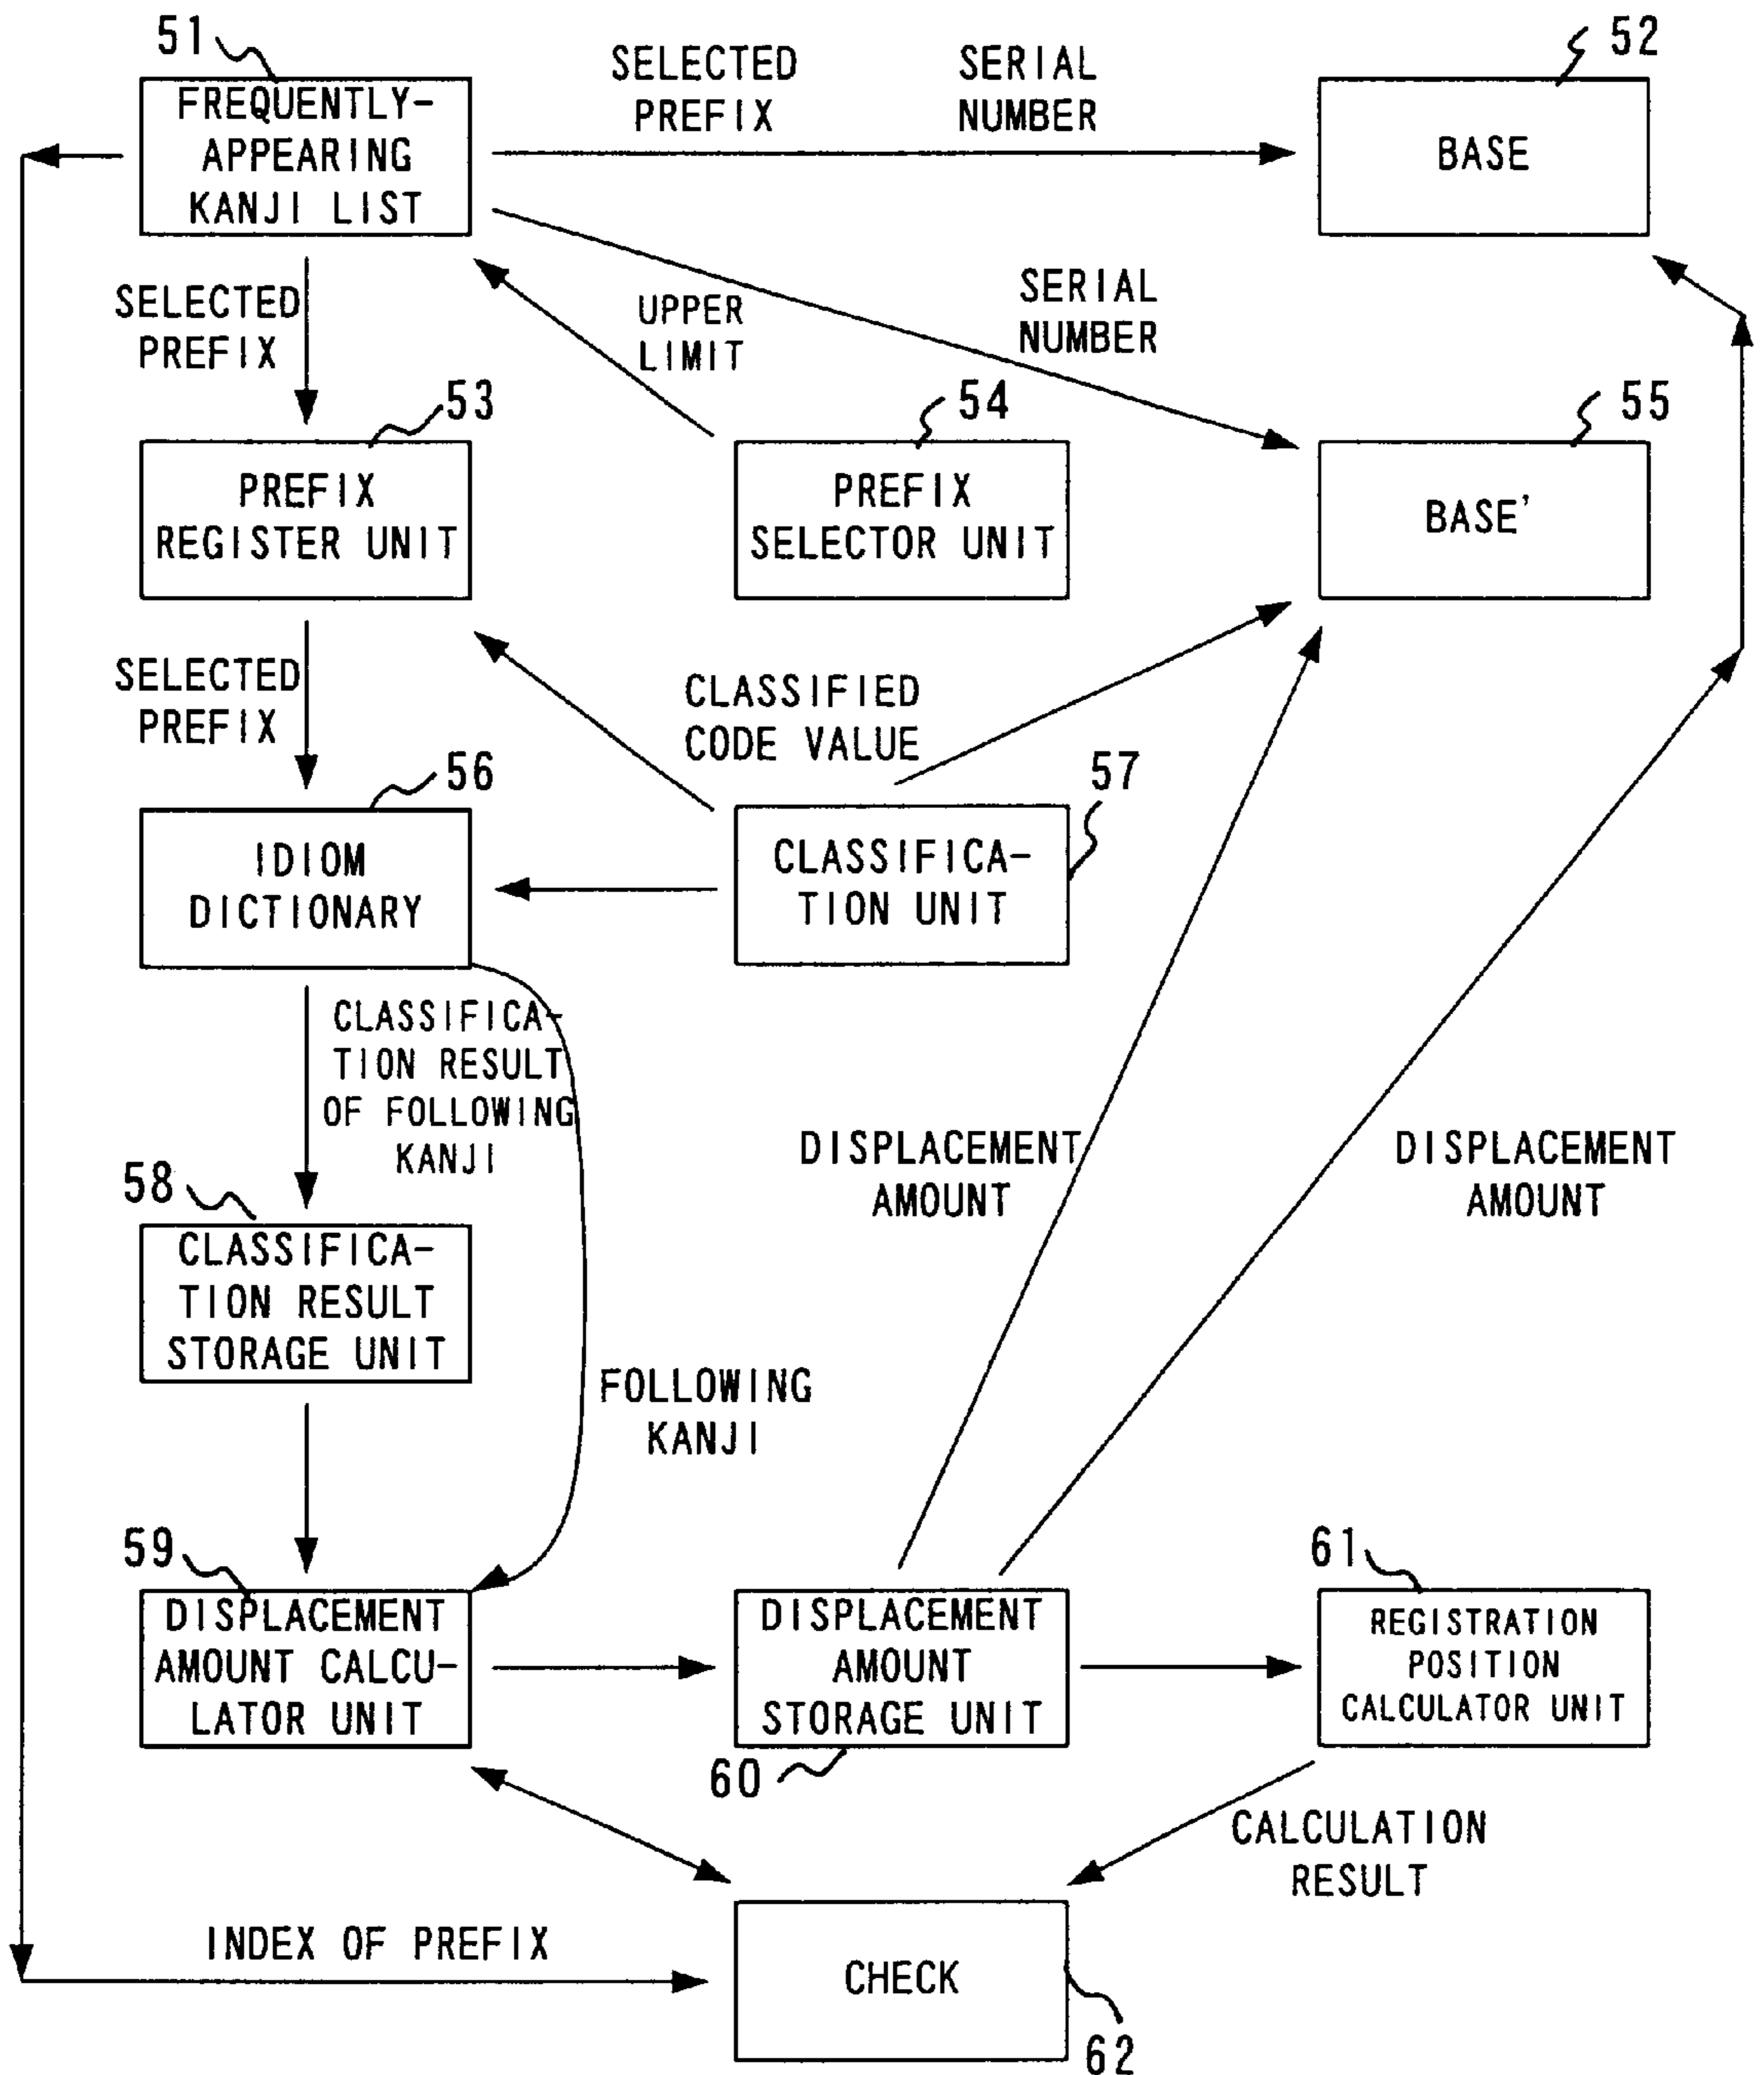 51
SELECTED
PREFIX
SERIAL
NUMBER
52
FREQUENTLY-
APPEARING
KANJI LIST
BASE
SELECTED
PREFIX
UPPER
LIMIT
SERIAL
NUMBER
53
54
55
PREFIX
REGISTER UNIT
PREFIX
SELECTOR UNIT
BASE'
SELECTED
PREFIX
CLASSIFIED
CODE VALUE
56
57
IDIOM
DICTIONARY
CLASSIFICA-
TION UNIT
CLASSIFICA-
TION RESULT
OF FOLLOWING
KANJI
DISPLACEMENT
AMOUNT
DISPLACEMENT
AMOUNT
58
CLASSIFICA-
TION RESULT
STORAGE UNIT
FOLLOWING
KANJI
59
61
DISPLACEMENT
AMOUNT CALCU-
LATOR UNIT
DISPLACEMENT
AMOUNT
STORAGE UNIT
REGISTRATION
POSITION
CALCULATOR UNIT
60
CALCULATION
RESULT
INDEX OF PREFIX
CHECK
62